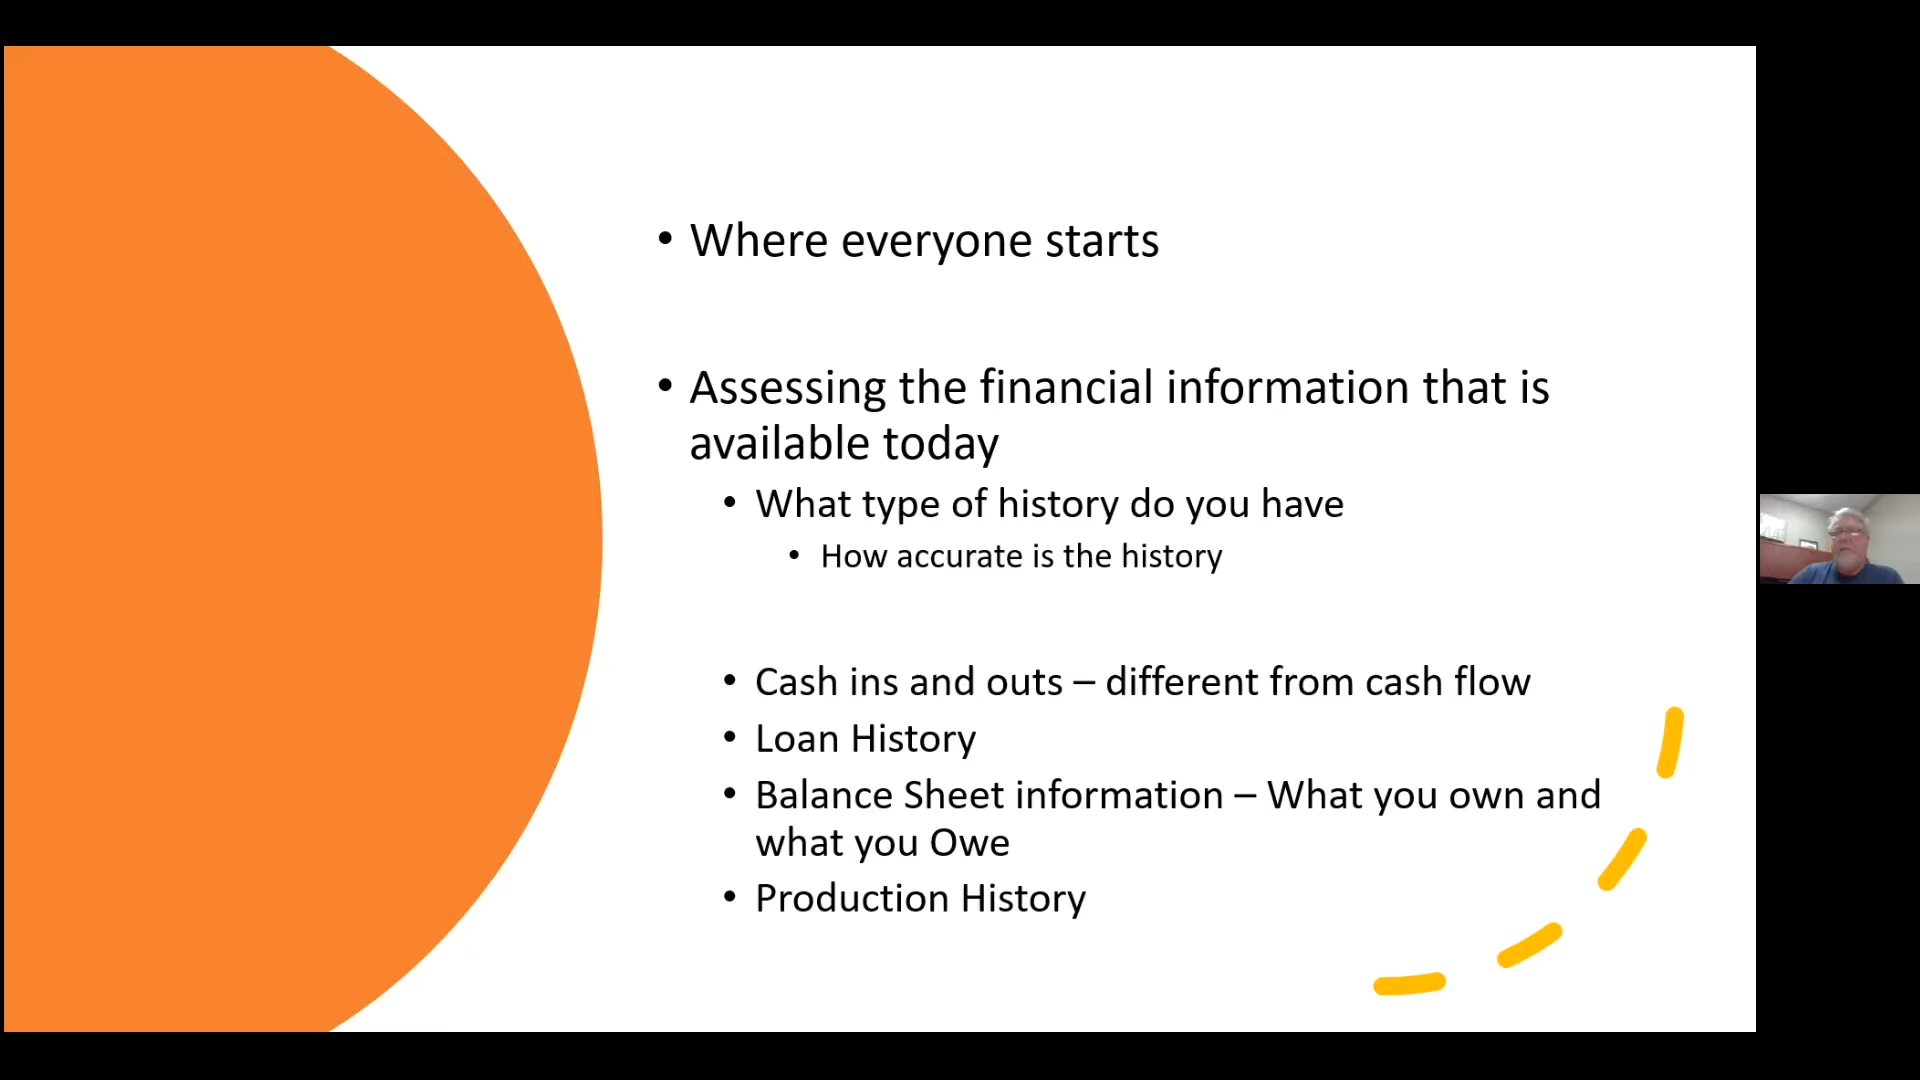 • Where everyone starts
• Assessing the financial information that is
available today
• What type of history do you have
• How accurate is the history
• Cash ins and outs – different from cash flow
• Loan History
• Balance Sheet information – What you own and
what you Owe
• Production History